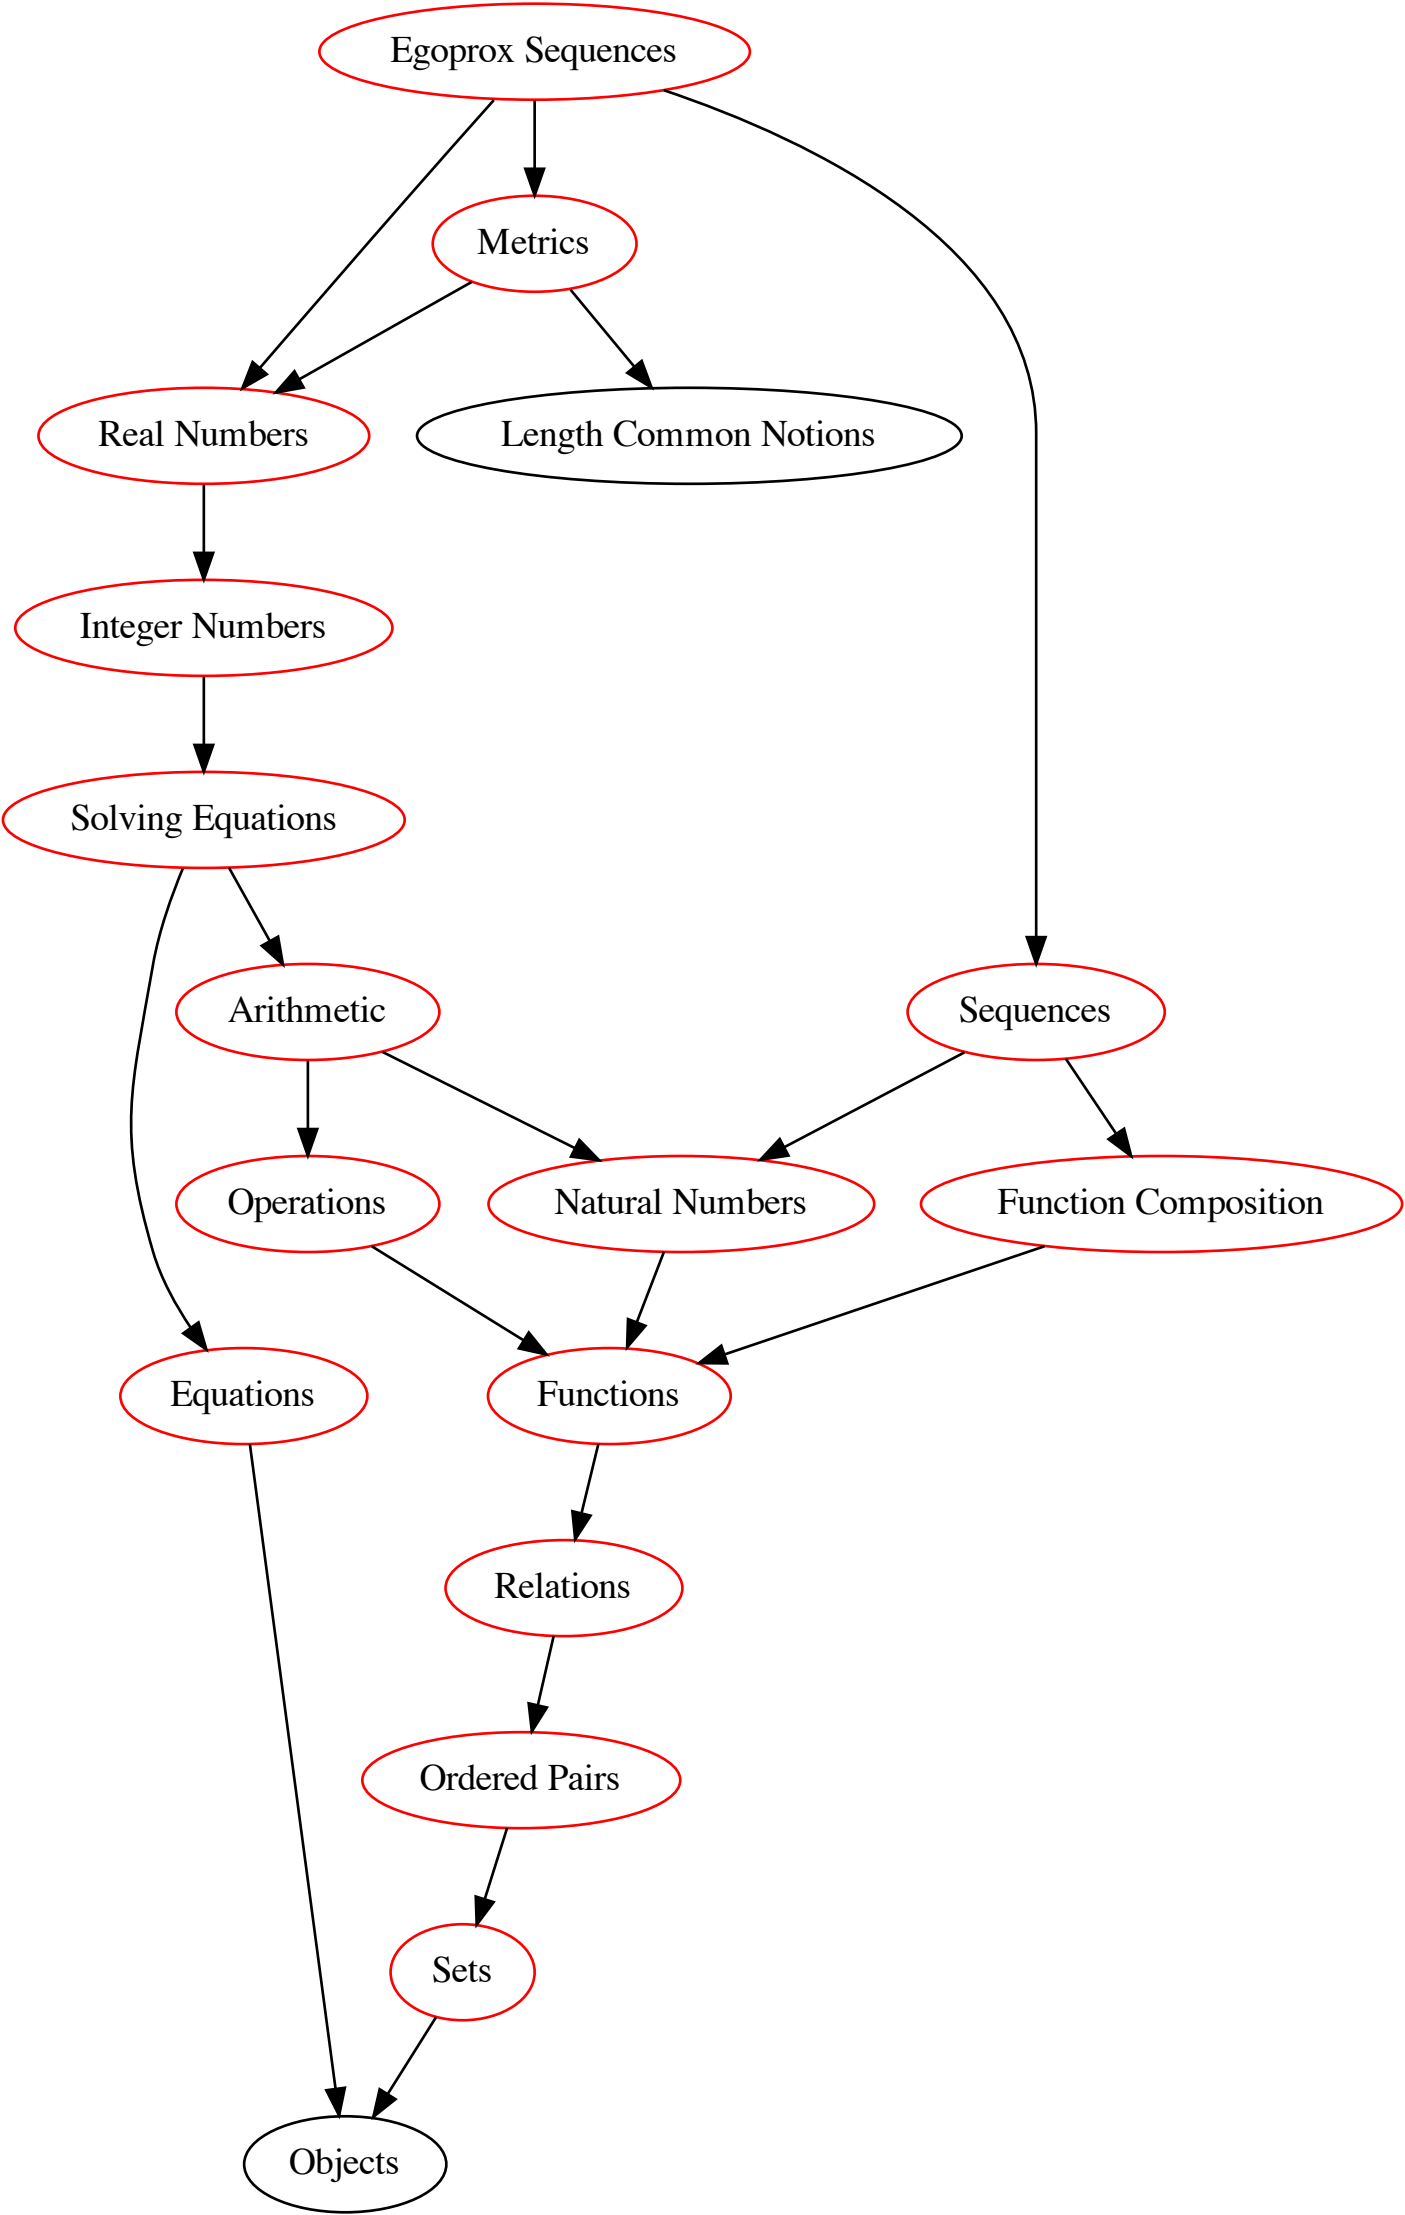 Egoprox Sequences
Metrics
Real Numbers
Length Common Notions
Integer Numbers
Solving Equations
Arithmetic
Sequences
Operations
Natural Numbers
Function Composition
Equations
Functions
Relations
Ordered Pairs
Sets
Objects